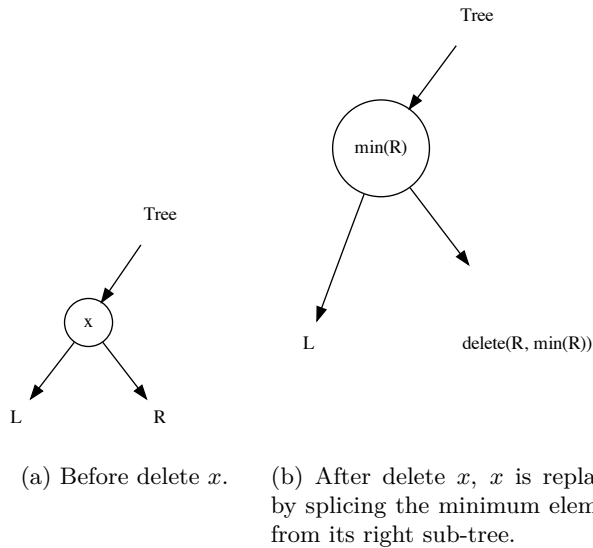 Tree
min(R)
L
delete(R, min(R))
Tree
x
L
R
(a) Before delete x.
(b) After delete x, x is repla
by splicing the minimum elem
from its right sub-tree.